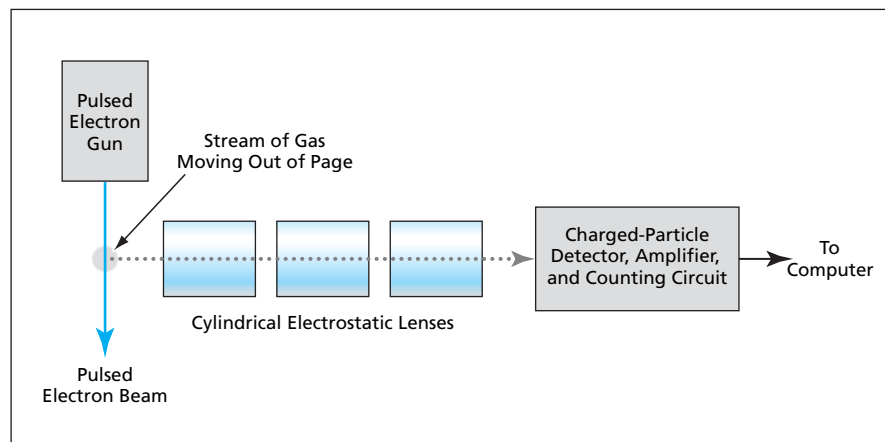 Pulsed
Electron
Gun
Stream of Gas
Moving Out of Page
Charged-Particle
Detector, Amplifier,
and Counting Circuit
To
Computer
Cylindrical Electrostatic Lenses
Pulsed
Electron Beam